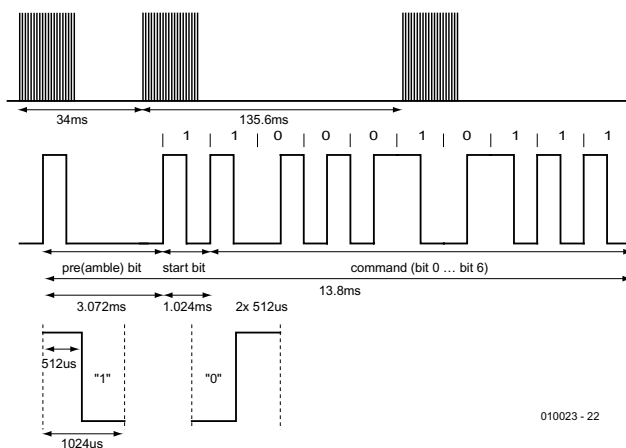 34ms
135.6ms
1 1 0 0 0 1 0 1 1 1
pre(amble) bit start bit command (bit 0 ... bit 6)
13.8ms
3.072ms 1.024ms 2x 512us
512us "1" "0"
1024us
010023 - 22